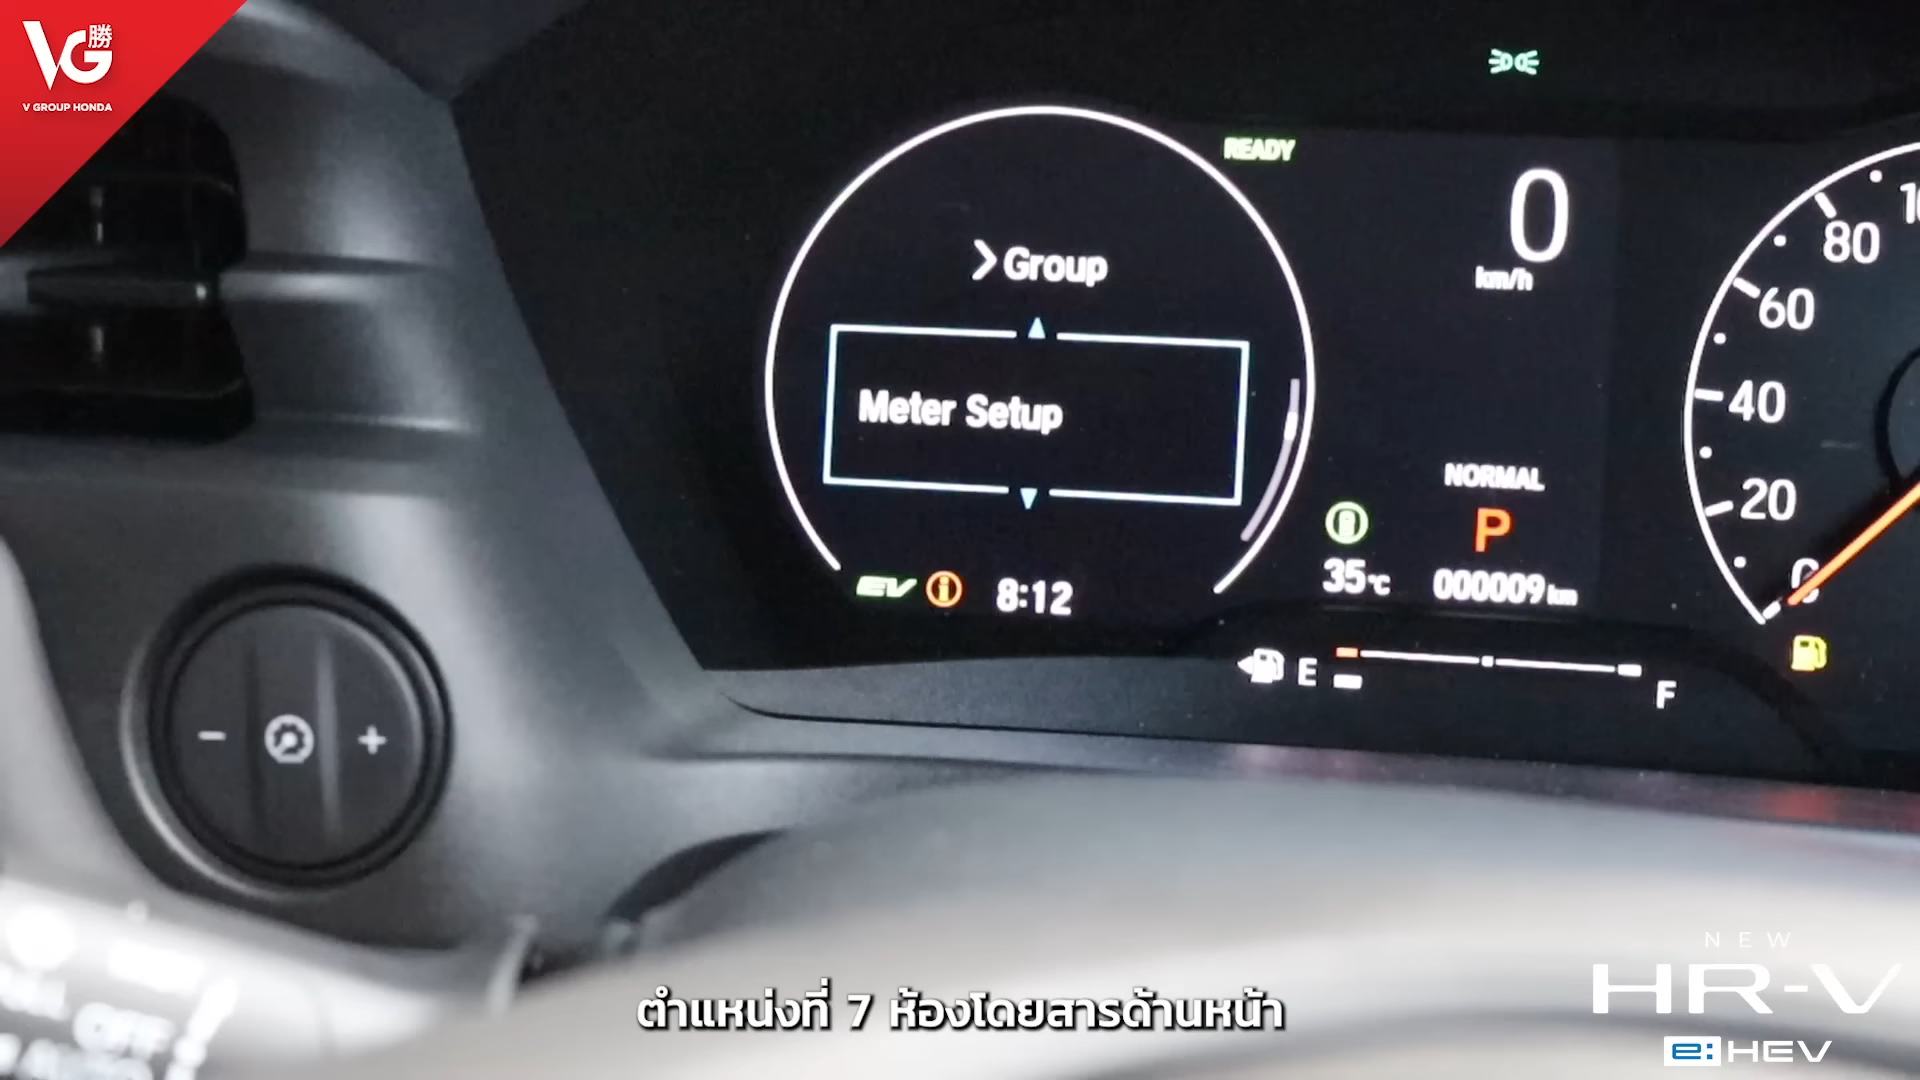 VG勝
V GROUP HONDA
READY
0
km/h
>Group
Meter Setup
80
60
40
20
0
NORMAL
P
EV
8:12
35°C
000009 km
E
F
− +
NEW
HR-V
e:HEV
ตำแหน่งที่ 7 ห้องโดยสารด้านหน้า